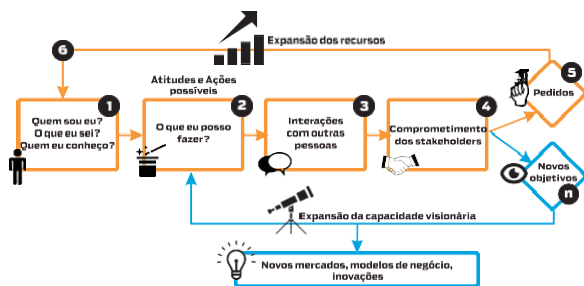 6
Expansão dos recursos
5
Pedidos
Atitudes e Ações
possíveis
1
Quem sou eu?
O que eu sei?
Quem eu conheço?
2
O que eu posso
fazer?
3
Interações
com outras
pessoas
4
Comprometimento
dos stakeholders
Novos
objetivos
n
Expansão da capacidade visionária
Novos mercados, modelos de negócio,
inovações